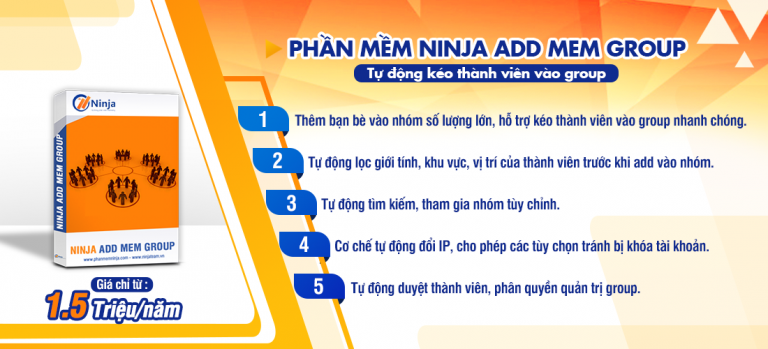 PHẦN MỀM NINJA ADD MEM GROUP
Tự động kéo thành viên vào group
1 Thêm bạn bè vào nhóm số lượng lớn, hỗ trợ kéo thành viên vào group nhanh chóng.
2 Tự động lọc giới tính, khu vực, vị trí của thành viên trước khi add vào nhóm.
3 Tự động tìm kiếm, tham gia nhóm tùy chỉnh.
4 Cơ chế tự động đổi IP, cho phép các tùy chọn tránh bị khóa tài khoản.
5 Tự động duyệt thành viên, phân quyền quản trị group.
Ninja
NINJA ADD MEM GROUP
NINJA ADD MEM GROUP
www.phanmemninja.com - www.ninjateam.vn
Giá chỉ từ :
1.5 Triệu/năm